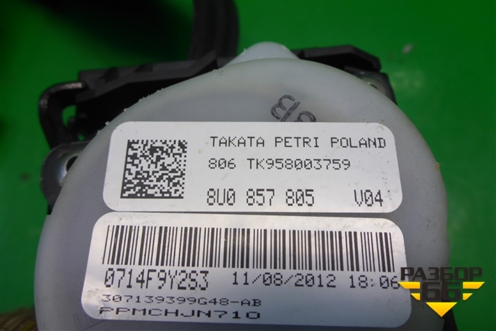 TAKATA PETRI POLAND
806 TK958003759
8U0 857 805 V04
0714F9Y2S3 11/08/2012 18:06
307139399G48-AB
PPMCHJN710
РАЗБОР
66